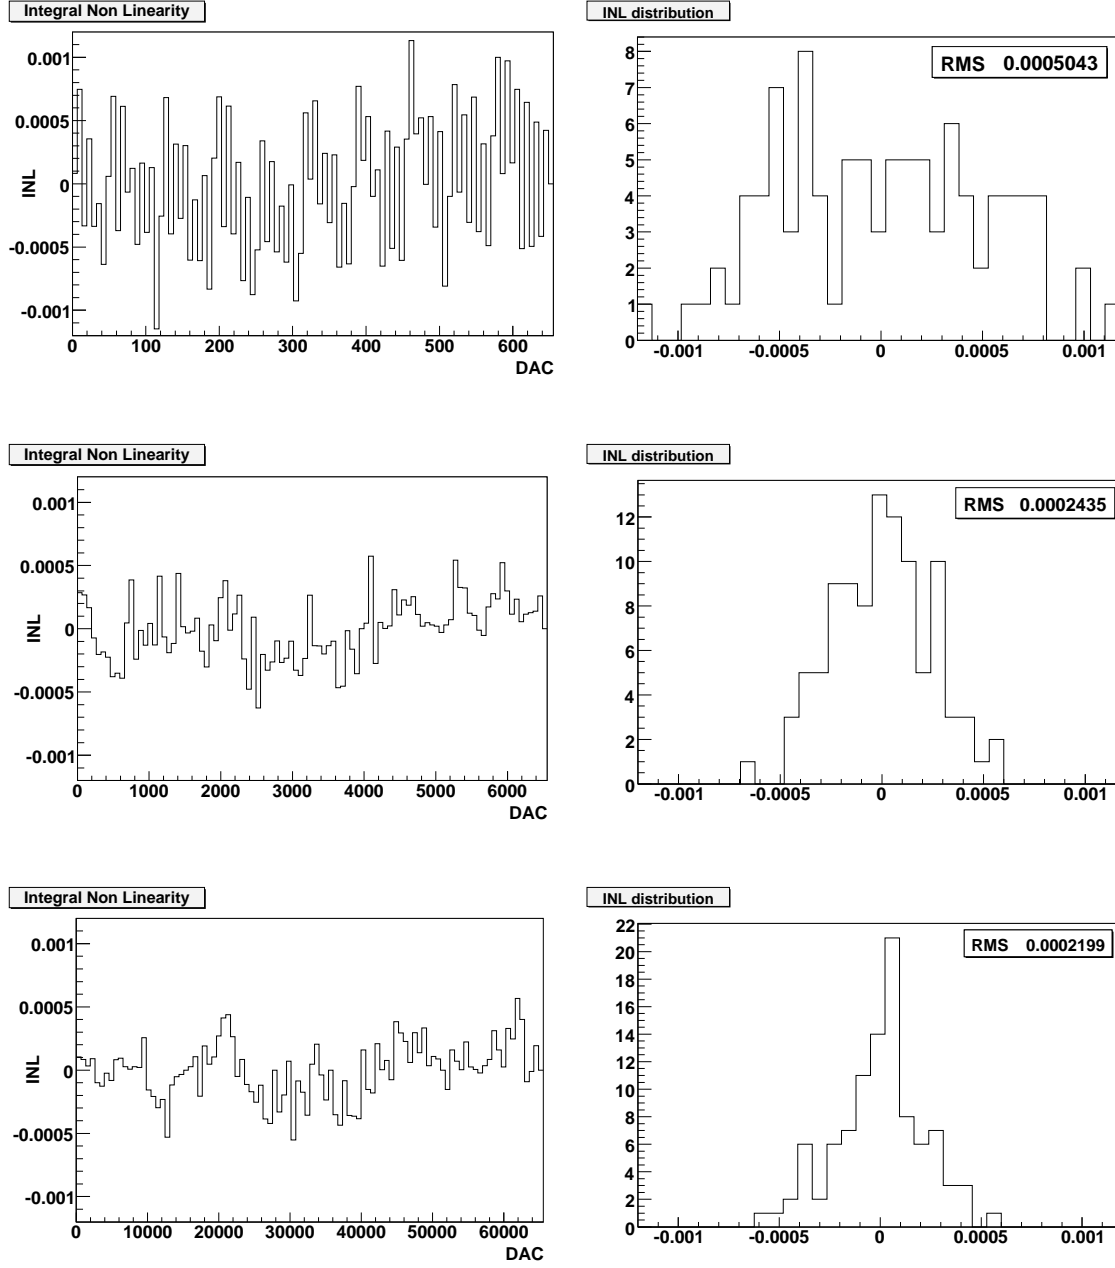 Integral Non Linearity
INL
0.001
0.0005
0
-0.0005
-0.001
0 100 200 300 400 500 600
DAC
INL distribution
RMS 0.0005043
8
7
6
5
4
3
2
1
0
-0.001 -0.0005 0 0.0005 0.001
Integral Non Linearity
INL
0.001
0.0005
0
-0.0005
-0.001
0 1000 2000 3000 4000 5000 6000
DAC
INL distribution
RMS 0.0002435
12
10
8
6
4
2
0
-0.001 -0.0005 0 0.0005 0.001
Integral Non Linearity
INL
0.001
0.0005
0
-0.0005
-0.001
0 10000 20000 30000 40000 50000 60000
DAC
INL distribution
RMS 0.0002199
22
20
18
16
14
12
10
8
6
4
2
0
-0.001 -0.0005 0 0.0005 0.001